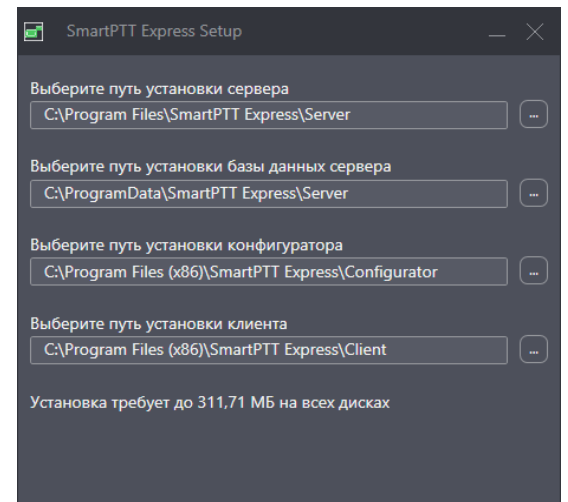 SmartPTT Express Setup
Выберите путь установки сервера
C:\Program Files\SmartPTT Express\Server
...
Выберите путь установки базы данных сервера
C:\ProgramData\SmartPTT Express\Server
...
Выберите путь установки конфигуратора
C:\Program Files (x86)\SmartPTT Express\Configurator
...
Выберите путь установки клиента
C:\Program Files (x86)\SmartPTT Express\Client
...
Установка требует до 311,71 МБ на всех дисках